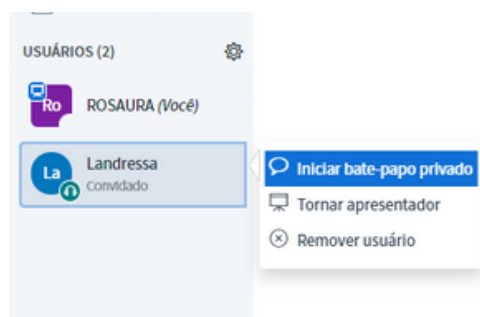 USUÁRIOS (2)
Ro
ROSAURA (Você)
La
Landressa
Convidado
Iniciar bate-papo privado
Tornar apresentador
Remover usuário